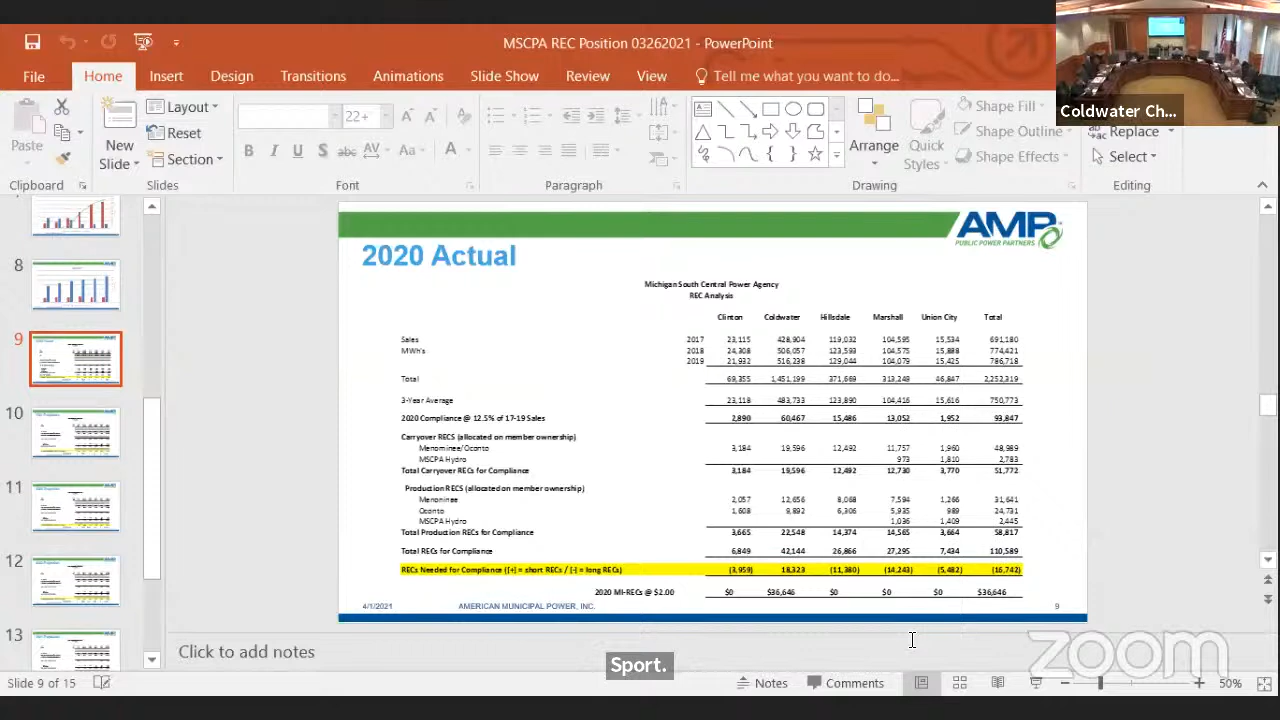 MSCPA REC Position 03262021 - PowerPoint
File Home Insert Design Transitions Animations Slide Show Review View Tell me what you want to do...
Coldwater Ch...
Paste
New
Slide
Layout
Reset
Section
22+
B I U S abc AV Aa A
Arrange
Quick
Styles
Shape Fill
Shape Outline
Shape Effects
Replace
Select
Clipboard Slides Font Paragraph Drawing Editing
8
9
10
11
12
13
AMP
PUBLIC POWER PARTNERS
2020 Actual
Michigan South Central Power Agency
REC Analysis
Clinton Coldwater Hillsdale Marshall Union City Total
Sales 2017 23,115 428,904 119,032 104,595 15,534 691,180
MWh's 2018 24,308 506,057 123,593 104,575 15,888 774,421
2019 21,932 516,238 129,044 104,079 15,425 786,718
Total 69,355 1,451,199 371,669 313,249 46,847 2,252,319
3-Year Average 23,118 483,733 123,890 104,416 15,616 750,773
2020 Compliance @ 12.5% of 17-19 Sales 2,890 60,467 15,486 13,052 1,952 93,847
Carryover RECS (allocated on member ownership)
Menominee/Oconto 3,184 19,596 12,492 11,757 1,960 48,989
MSCPA Hydro 973 1,810 2,783
Total Carryover RECs for Compliance 3,184 19,596 12,492 12,730 3,770 51,772
Production RECS (allocated on member ownership)
Menominee 2,057 12,656 8,068 7,594 1,266 31,641
Oconto 1,608 9,892 6,306 5,935 989 24,731
MSCPA Hydro 1,036 1,409 2,445
Total Production RECs for Compliance 3,665 22,548 14,374 14,565 3,664 58,817
Total RECs for Compliance 6,849 42,144 26,866 27,295 7,434 110,589
RECs Needed for Compliance ([+] = short RECs / [-] = long RECs) (3,959) 18,323 (11,380) (14,243) (5,482) (16,742)
2020 MI-RECs @ $2.00 $0 $36,646 $0 $0 $0 $36,646
4/1/2021 AMERICAN MUNICIPAL POWER, INC. 9
Click to add notes
Sport.
zoom
Slide 9 of 15 Notes Comments 50%